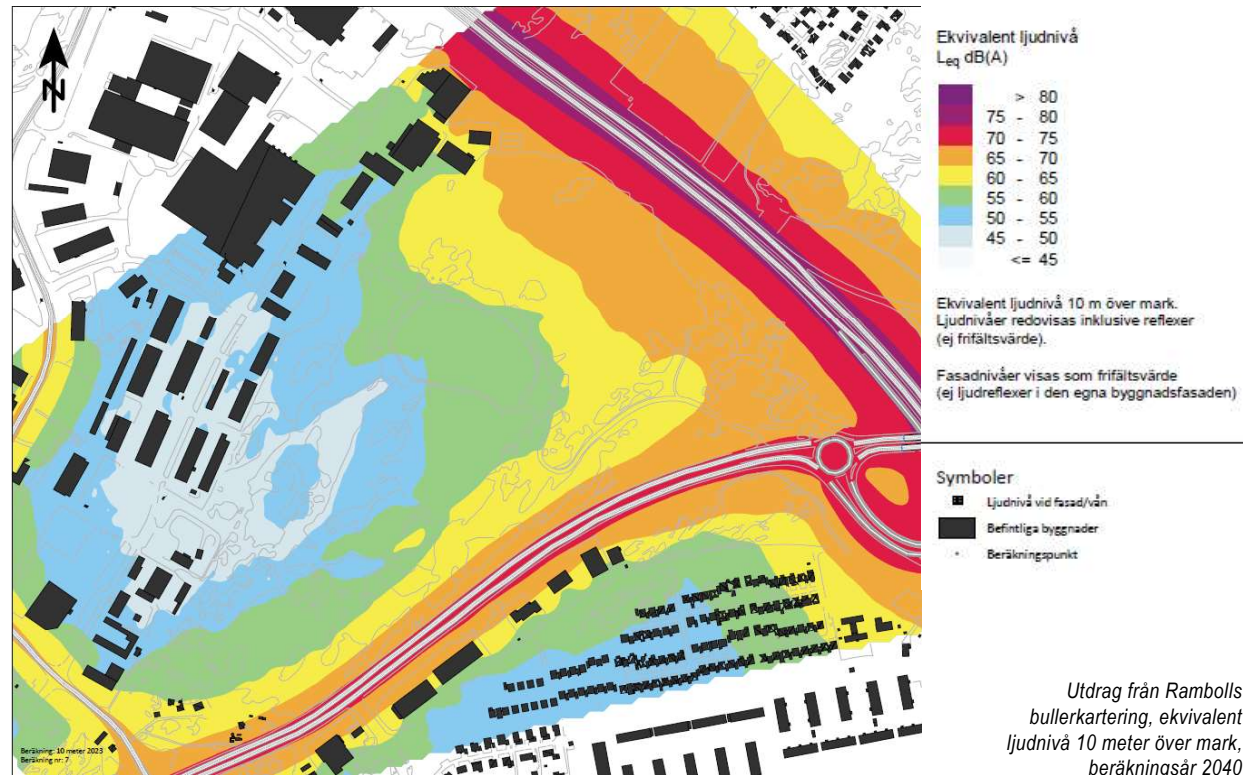 N
Ekvivalent ljudnivå
Leq dB(A)
> 80
75 - 80
70 - 75
65 - 70
60 - 65
55 - 60
50 - 55
45 - 50
<= 45
Ekvivalent ljudnivå 10 m över mark.
Ljudnivåer redovisas inklusive reflexer
(ej frifältsvärde).
Fasadnivåer visas som frifältsvärde
(ej ljudreflexer i den egna byggnadsfasaden)
Symboler
Ljudnivå vid fasad/vån
Befintliga byggnader
Beräkningspunkt
Beräkning: 10 meter 2023
Beräkning nr: 7
Utdrag från Rambolls
bullerkartering, ekvivalent
ljudnivå 10 meter över mark,
beräkningsår 2040